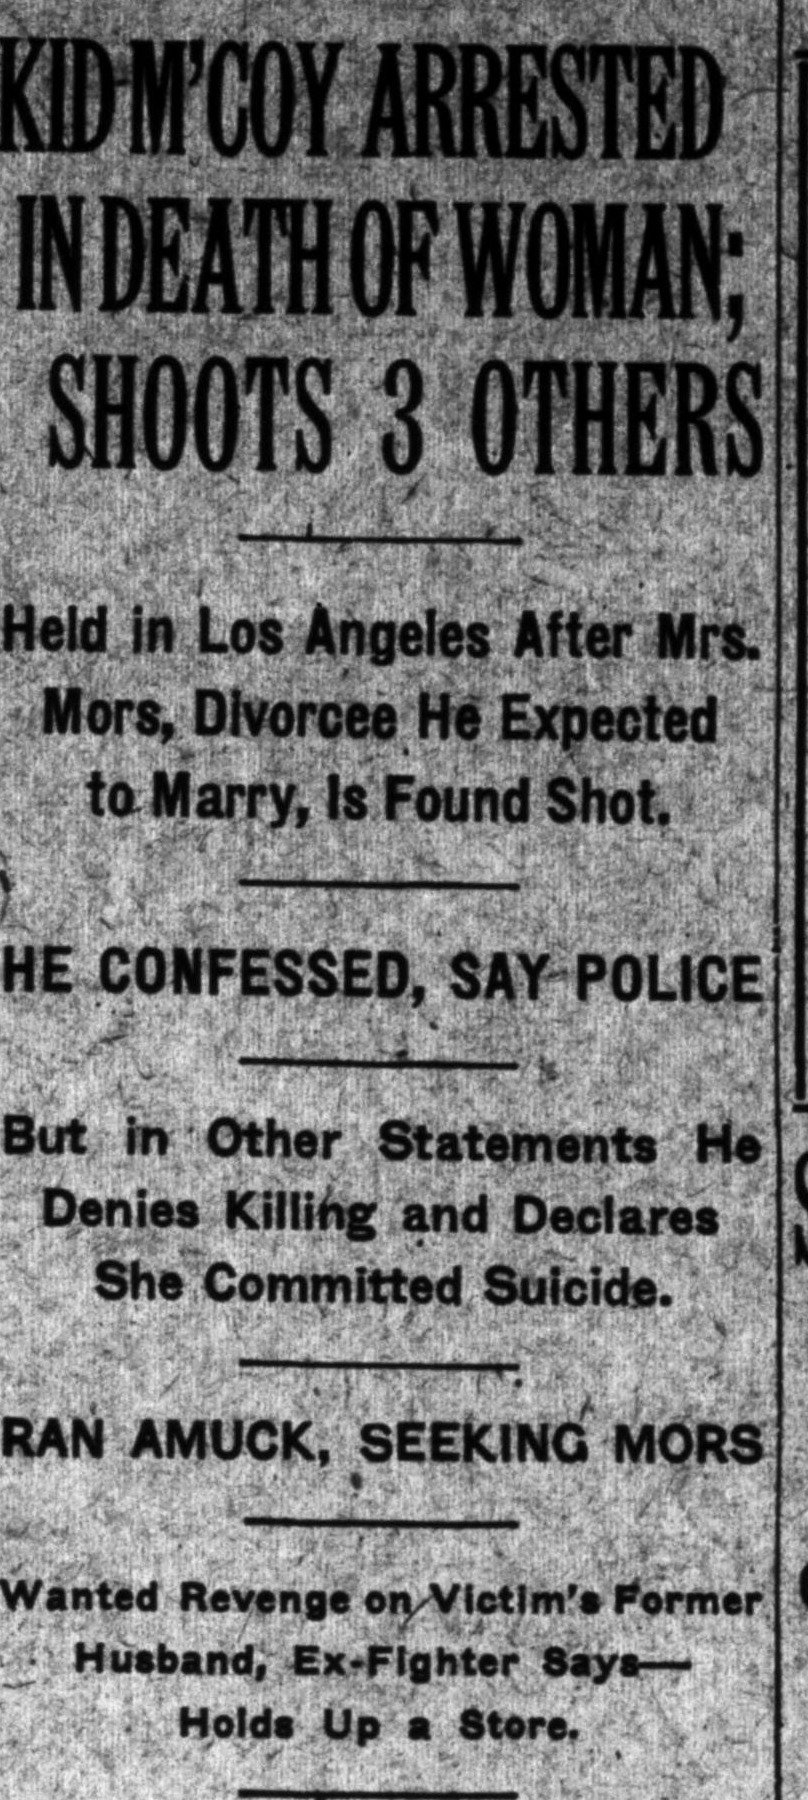 KID M'COY ARRESTED
IN DEATH OF WOMAN;
SHOOTS 3 OTHERS
Held in Los Angeles After Mrs.
Mors, Divorcee He Expected
to Marry, Is Found Shot.
HE CONFESSED, SAY POLICE
But in Other Statements He
Denies Killing and Declares
She Committed Suicide.
RAN AMUCK, SEEKING MORS
Wanted Revenge on Victim's Former
Husband, Ex-Fighter Says—
Holds Up a Store.